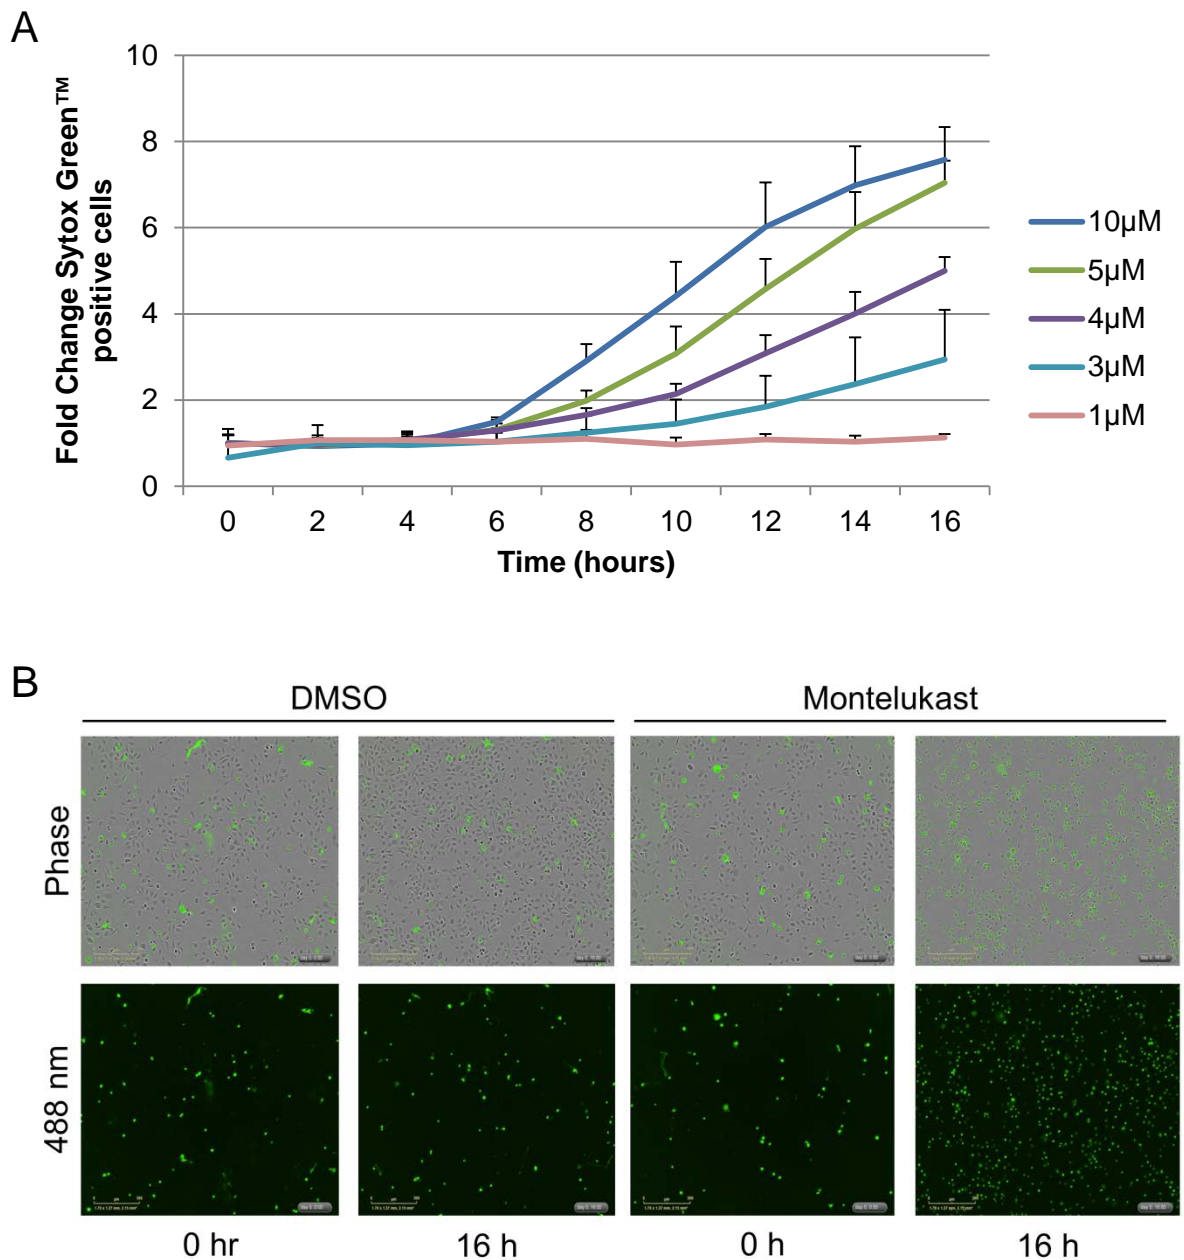 A
Fold Change Sytox Green™
positive cells
10
8
6
4
2
0
0 2 4 6 8 10 12 14 16
Time (hours)
10µM
5µM
4µM
3µM
1µM
B
DMSO
Montelukast
Phase
488 nm
0 hr
16 h
0 h
16 h